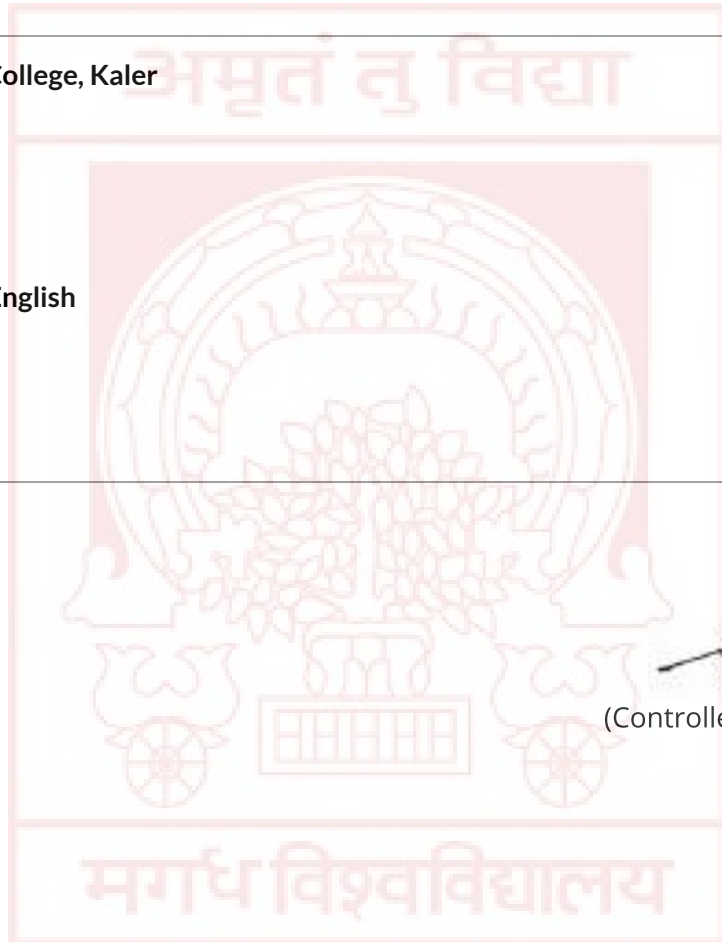 अमृतं तु विद्या
College, Kaler
English
(Controlle
मगध विश्वविद्यालय